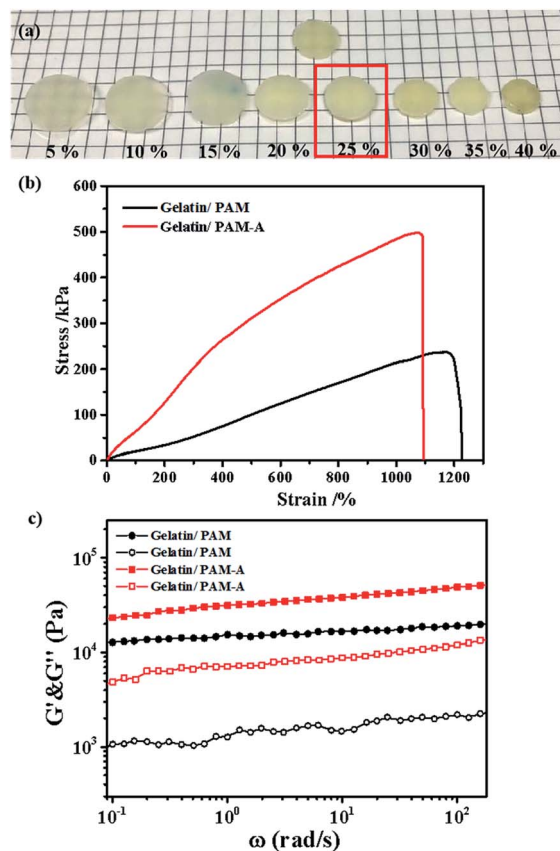 (a)
5 % 10 % 15 % 20 % 25 % 30 % 35 % 40 %
(b)
600
500
400
300
200
100
0
Stress /kPa
Gelatin/ PAM
Gelatin/ PAM-A
0 200 400 600 800 1000 1200
Strain /%
c)
Gelatin/ PAM
Gelatin/ PAM
Gelatin/ PAM-A
Gelatin/ PAM-A
10⁵
10⁴
10³
G'&G'' (Pa)
10⁻¹ 10⁰ 10¹ 10²
ω (rad/s)